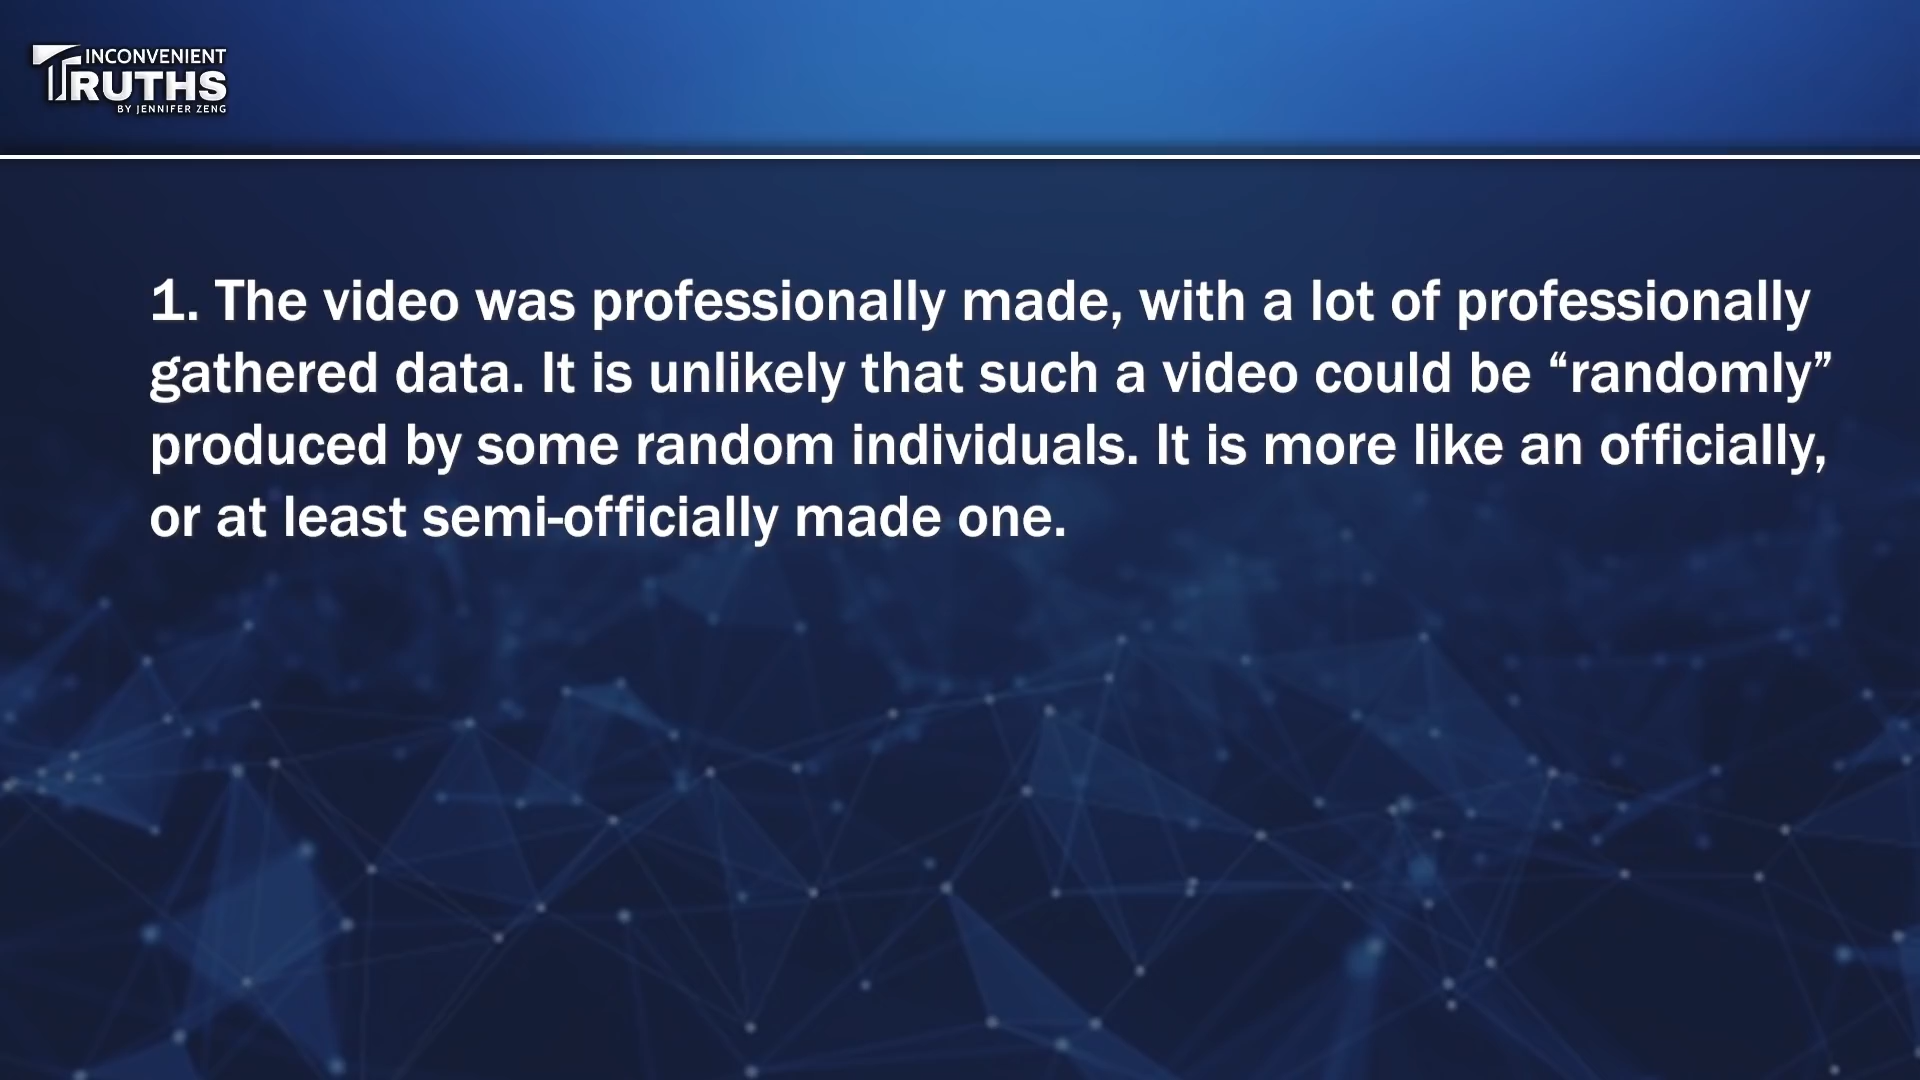 INCONVENIENT
TRUTHS
BY JENNIFER ZENG
1. The video was professionally made, with a lot of professionally
gathered data. It is unlikely that such a video could be “randomly”
produced by some random individuals. It is more like an officially,
or at least semi-officially made one.